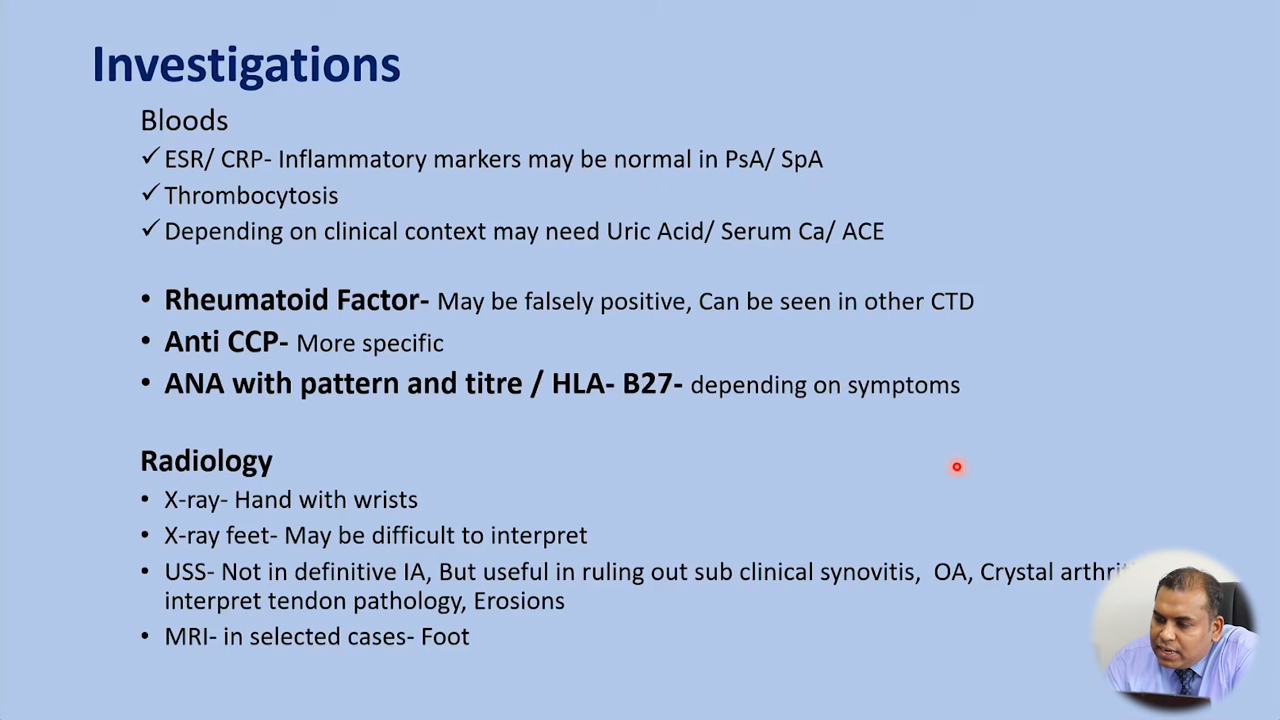 Investigations
Bloods
✓ ESR/ CRP- Inflammatory markers may be normal in PsA/ SpA
✓ Thrombocytosis
✓ Depending on clinical context may need Uric Acid/ Serum Ca/ ACE
• Rheumatoid Factor- May be falsely positive, Can be seen in other CTD
• Anti CCP- More specific
• ANA with pattern and titre / HLA- B27- depending on symptoms
Radiology
• X-ray- Hand with wrists
• X-ray feet- May be difficult to interpret
• USS- Not in definitive IA, But useful in ruling out sub clinical synovitis, OA, Crystal
interpret tendon pathology, Erosions
• MRI- in selected cases- Foot